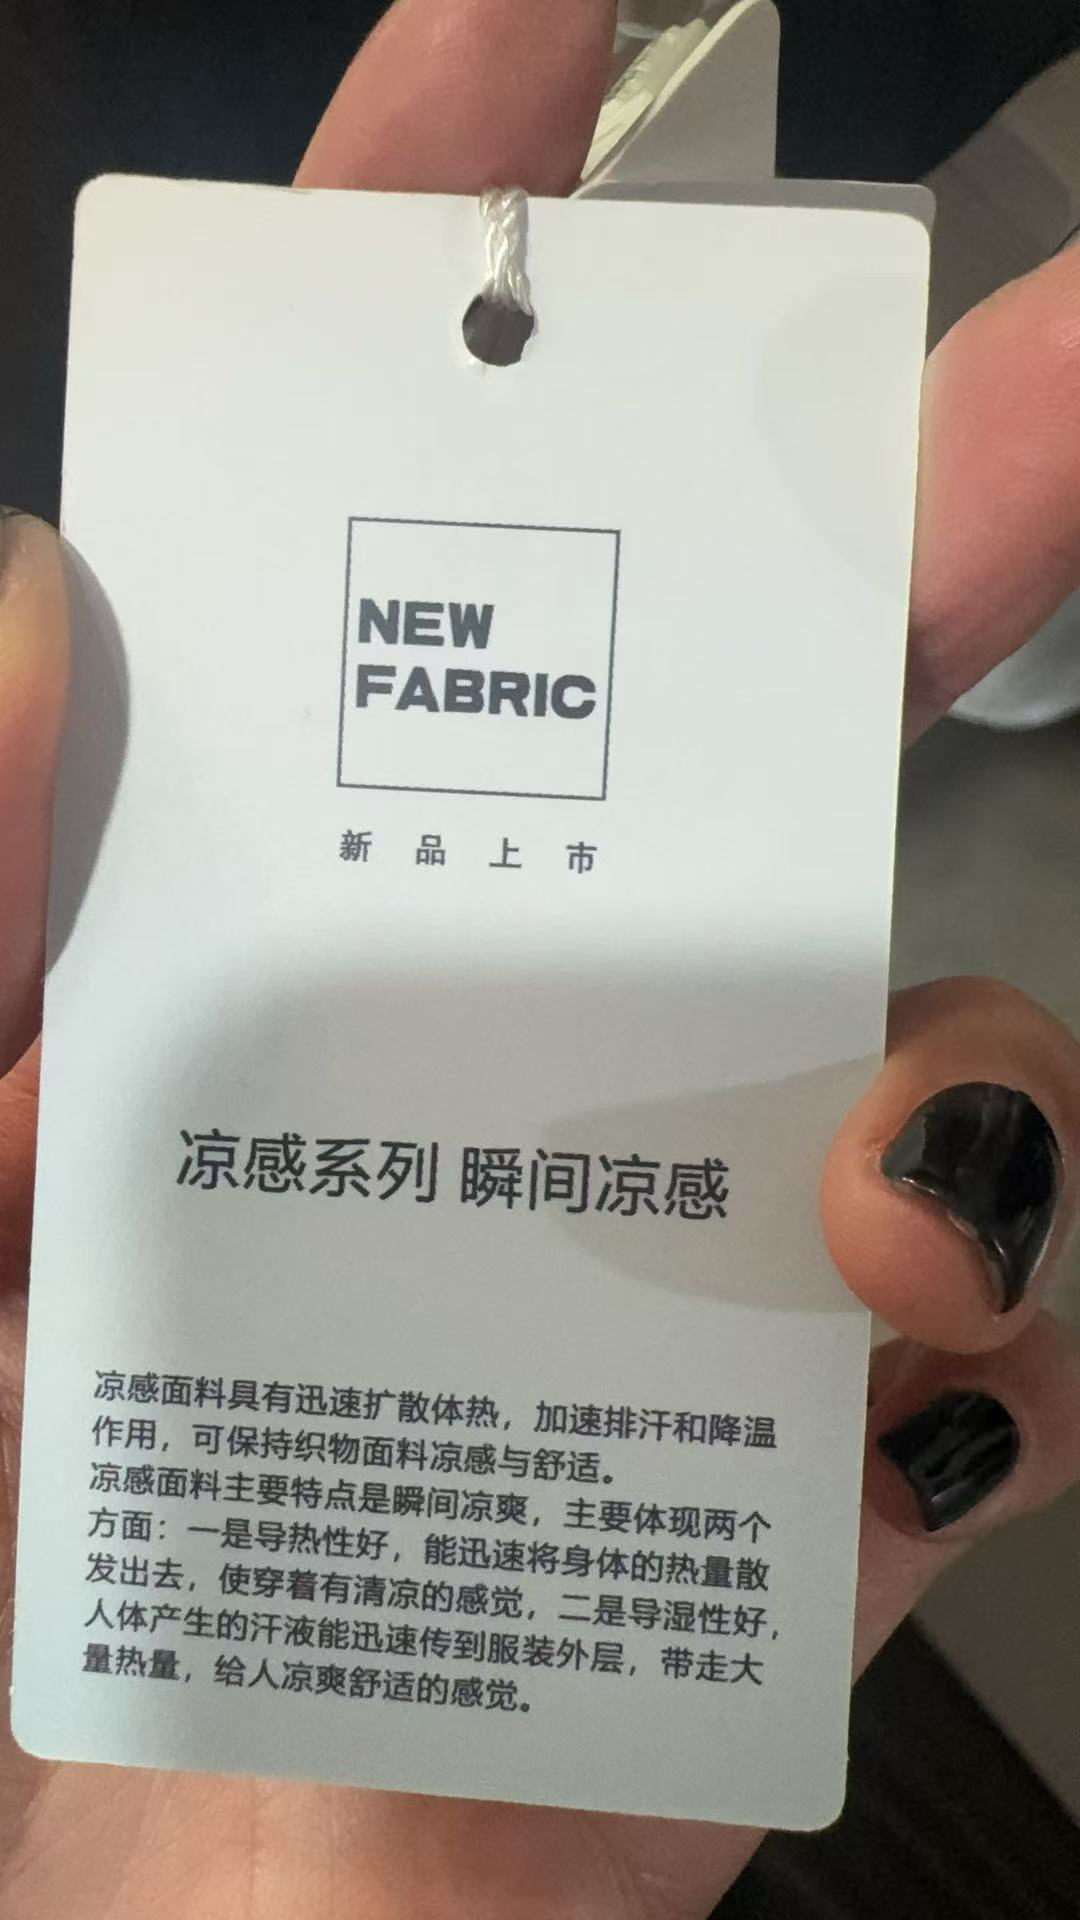 NEW
FABRIC
新品上市
凉感系列 瞬间凉感
凉感面料具有迅速扩散体热，加速排汗和降温
作用，可保持织物面料凉感与舒适。
凉感面料主要特点是瞬间凉爽，主要体现两个
方面：一是导热性好，能迅速将身体的热量散
发出去，使穿着有清凉的感觉，二是导湿性好，
人体产生的汗液能迅速传到服装外层，带走大
量热量，给人凉爽舒适的感觉。